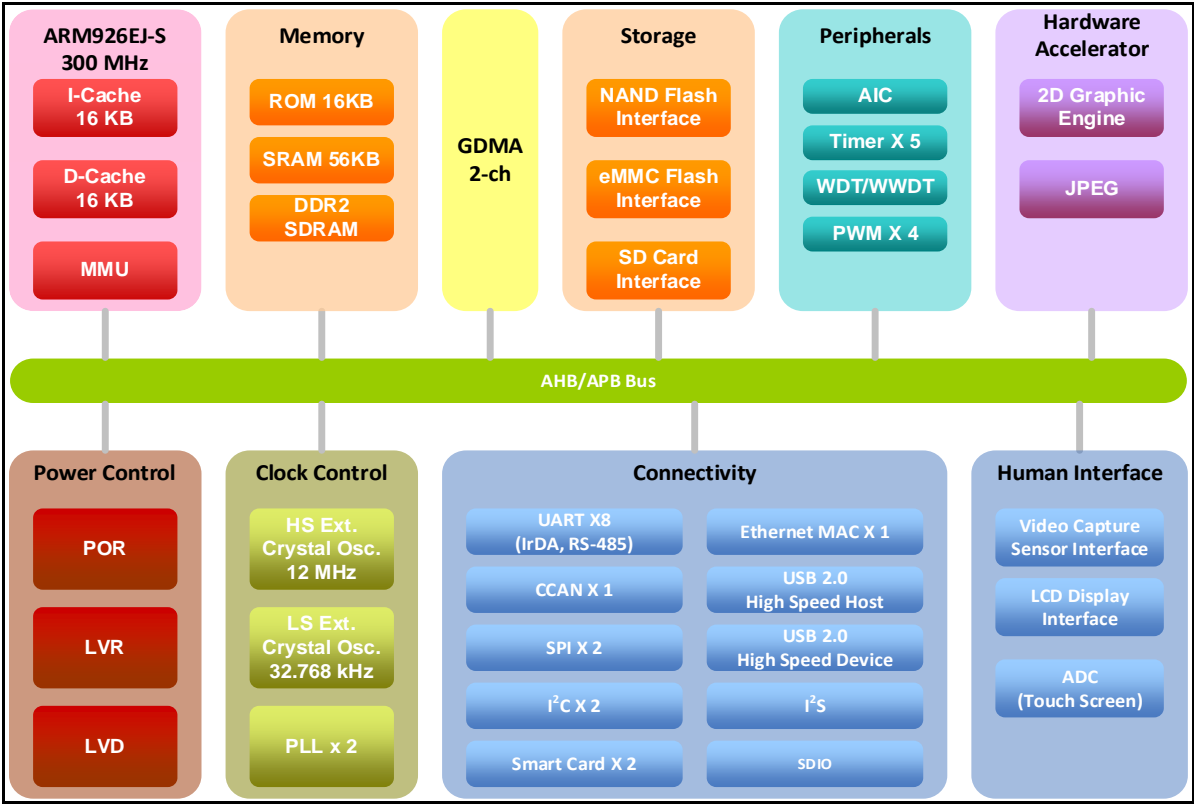 ARM926EJ-S
300 MHz
I-Cache
16 KB
D-Cache
16 KB
MMU
Memory
ROM 16KB
SRAM 56KB
DDR2
SDRAM
GDMA
2-ch
Storage
NAND Flash
Interface
eMMC Flash
Interface
SD Card
Interface
Peripherals
AIC
Timer X 5
WDT/WWDT
PWM X 4
Hardware
Accelerator
2D Graphic
Engine
JPEG
AHB/APB Bus
Power Control
POR
LVR
LVD
Clock Control
HS Ext.
Crystal Osc.
12 MHz
LS Ext.
Crystal Osc.
32.768 kHz
PLL x 2
Connectivity
UART X8
(IrDA, RS-485)
Ethernet MAC X 1
CCAN X 1
USB 2.0
High Speed Host
SPI X 2
USB 2.0
High Speed Device
I²C X 2
I²S
Smart Card X 2
SDIO
Human Interface
Video Capture
Sensor Interface
LCD Display
Interface
ADC
(Touch Screen)